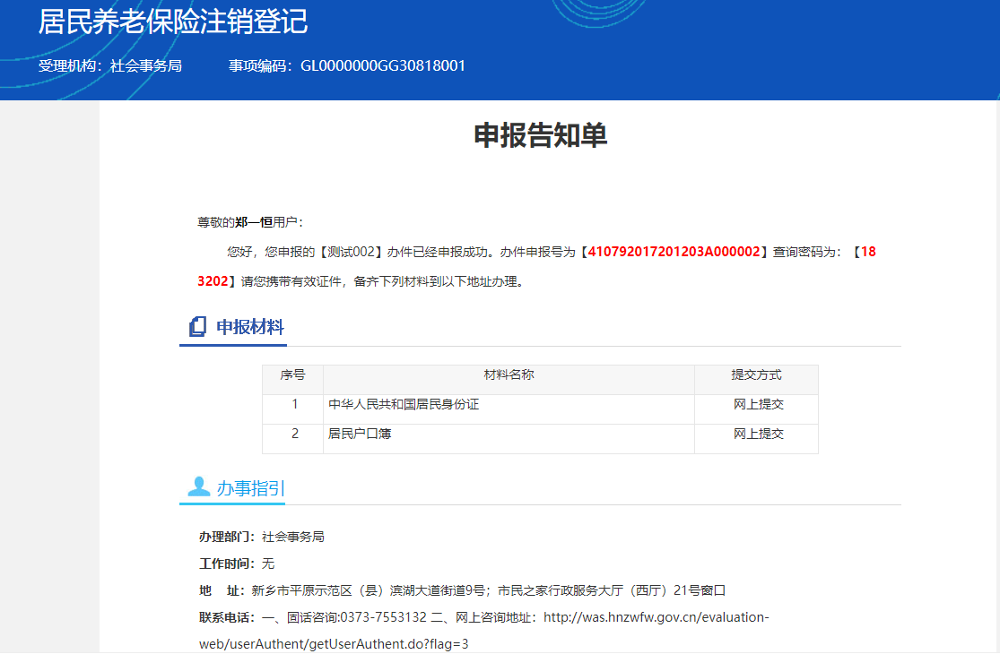 居民养老保险注销登记
受理机构：社会事务局 事项编码：GL0000000GG30818001
申报告知单
尊敬的郑一恒用户：
您好，您申报的【测试002】办件已经申报成功。办件申报号为【410792017201203A000002】查询密码为：【18
3202】请您携带有效证件，备齐下列材料到以下地址办理。
申报材料
序号 材料名称 提交方式
1 中华人民共和国居民身份证 网上提交
2 居民户口簿 网上提交
办事指引
办理部门：社会事务局
工作时间：无
地 址：新乡市平原示范区（县）滨湖大道街道9号；市民之家行政服务大厅（西厅）21号窗口
联系电话：一、固话咨询:0373-7553132 二、网上咨询地址：http://was.hnzwfw.gov.cn/evaluation-
web/userAuthent/getUserAuthent.do?flag=3